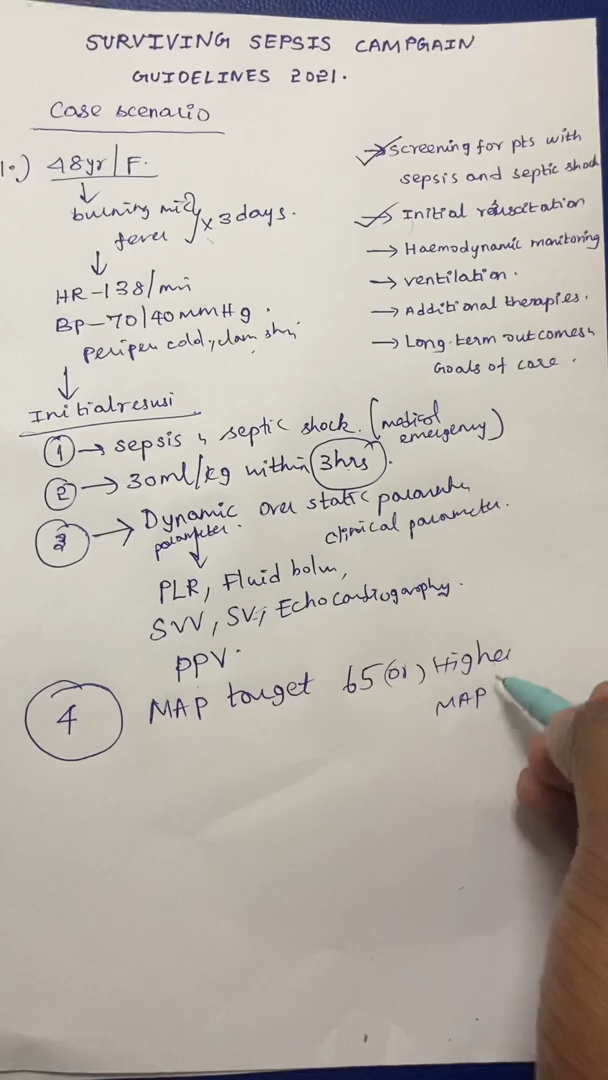 SURVIVING SEPSIS CAMPGAIN
GUIDELINES 2021.
Case scenario
1.) 48yr/F.
burning mic
fever
x 3 days.
HR-138/min
BP-70/40 MMHg.
cold, clam
Initial resusi
1 → sepsis & septic shock. (medical emergency)
2 → 30ml/kg within 3hrs.
3 → Dynamic over static
parameter. clinical parameter.
PLR, Fluid bolus,
SVV, SV, Echocardiography.
PPV.
4 MAP target 65 (or) Higher
MAP
→ Screening for pts with
sepsis and septic shock
→ Initial resuscitation
→ Haemodynamic monitoring
→ ventilation.
→ Additional therapies.
→ Long-term outcomes &
Goals of care.